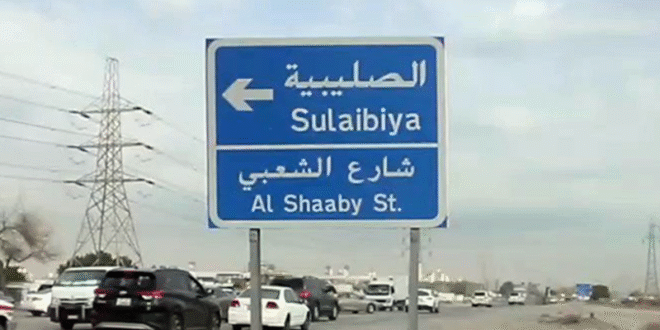 الصليبية
Sulaibiya
شارع الشعبي
Al Shaaby St.